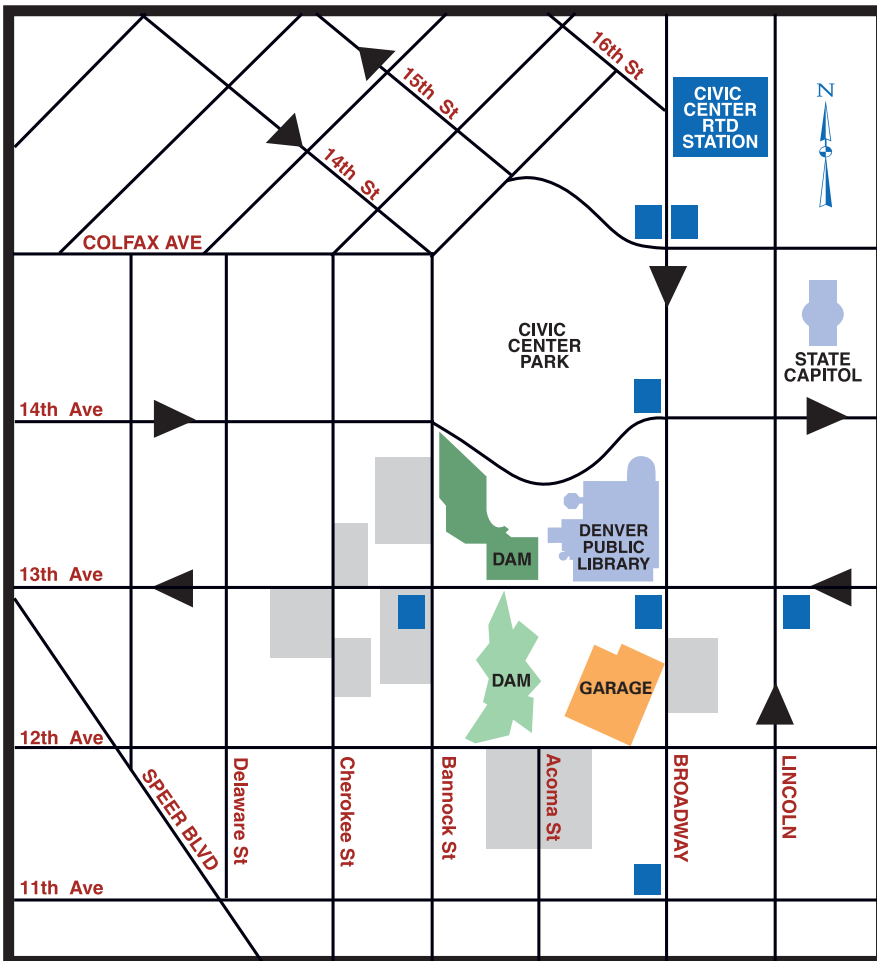 16th St
15th St
14th St
CIVIC
CENTER
RTD
STATION
N
COLFAX AVE
CIVIC
CENTER
PARK
STATE
CAPITOL
14th Ave
DENVER
PUBLIC
LIBRARY
DAM
13th Ave
DAM
GARAGE
12th Ave
SPEER BLVD
Delaware St
Cherokee St
Bannock St
Acoma St
BROADWAY
LINCOLN
11th Ave